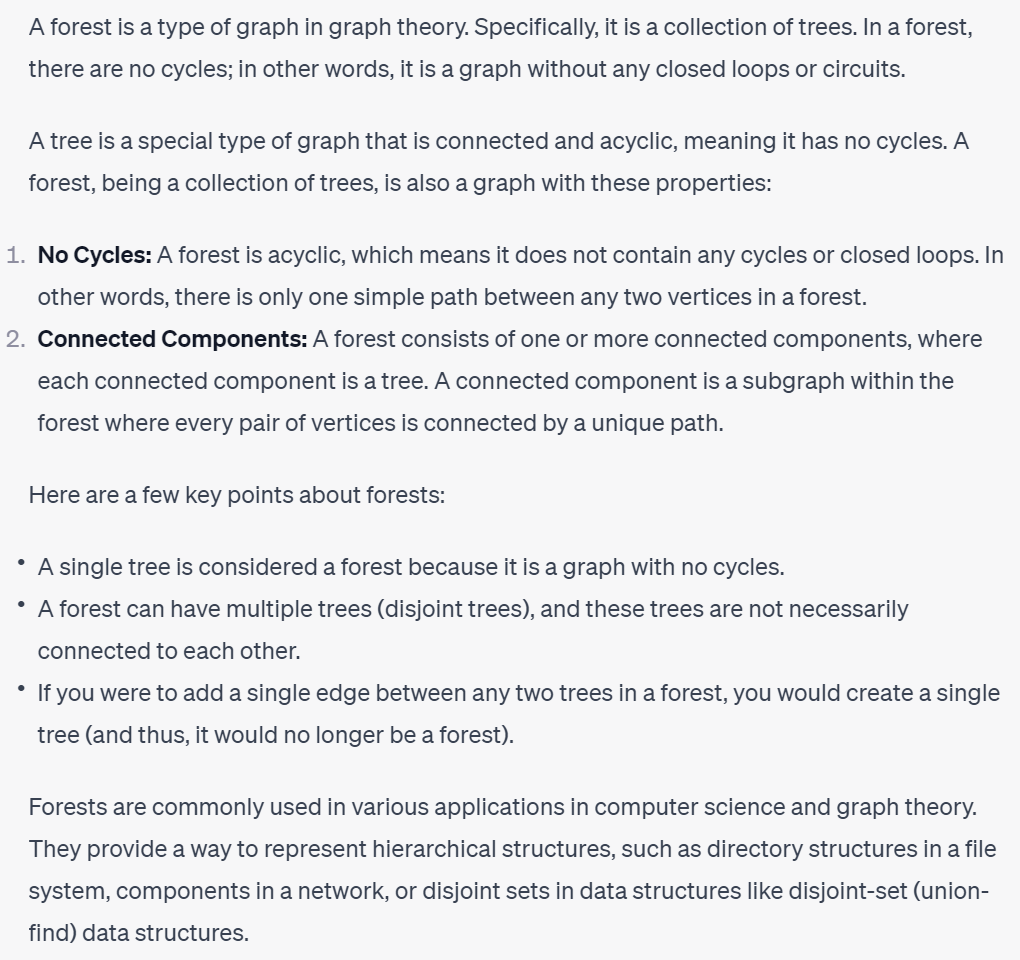 A forest is a type of graph in graph theory. Specifically, it is a collection of trees. In a forest,
there are no cycles; in other words, it is a graph without any closed loops or circuits.
A tree is a special type of graph that is connected and acyclic, meaning it has no cycles. A
forest, being a collection of trees, is also a graph with these properties:
1. No Cycles: A forest is acyclic, which means it does not contain any cycles or closed loops. In
other words, there is only one simple path between any two vertices in a forest.
2. Connected Components: A forest consists of one or more connected components, where
each connected component is a tree. A connected component is a subgraph within the
forest where every pair of vertices is connected by a unique path.
Here are a few key points about forests:
• A single tree is considered a forest because it is a graph with no cycles.
• A forest can have multiple trees (disjoint trees), and these trees are not necessarily
connected to each other.
• If you were to add a single edge between any two trees in a forest, you would create a single
tree (and thus, it would no longer be a forest).
Forests are commonly used in various applications in computer science and graph theory.
They provide a way to represent hierarchical structures, such as directory structures in a file
system, components in a network, or disjoint sets in data structures like disjoint-set (union-
find) data structures.